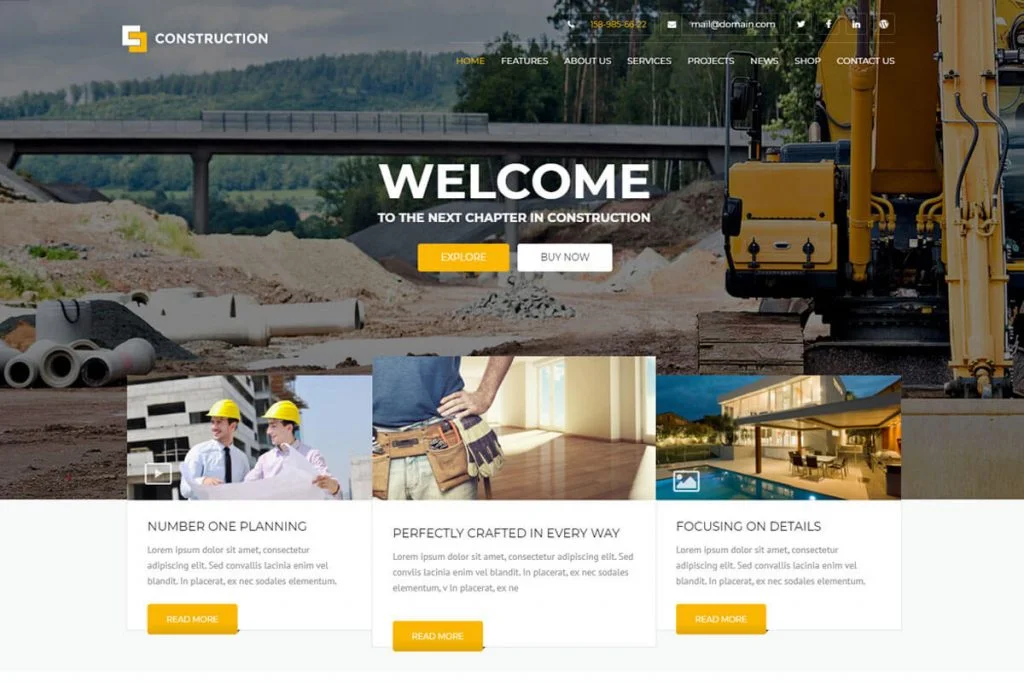 CONSTRUCTION
158-985-66-22
mail@domain.com
HOME FEATURES ABOUT US SERVICES PROJECTS NEWS SHOP CONTACT US
WELCOME
TO THE NEXT CHAPTER IN CONSTRUCTION
EXPLORE
BUY NOW
NUMBER ONE PLANNING
Lorem ipsum dolor sit amet, consectetur
adipiscing elit. Sed convallis lacinia enim vel
blandit. In placerat, ex nec sodales elementum.
READ MORE
PERFECTLY CRAFTED IN EVERY WAY
Lorem ipsum dolor sit amet, consectetur adipiscing elit. Sed
convlis lacinia enim vel blandit. In placerat, ex nec sodales
elementum, v In placerat, ex ne
READ MORE
FOCUSING ON DETAILS
Lorem ipsum dolor sit amet, consectetur
adipiscing elit. Sed convallis lacinia enim vel
blandit. In placerat, ex nec sodales elementum.
READ MORE